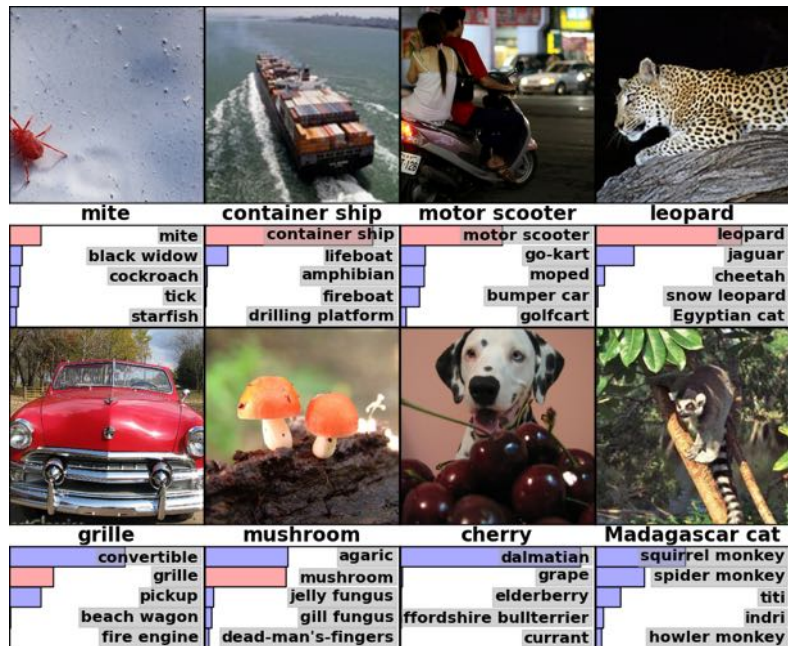 mite
container ship
motor scooter
leopard
mite
black widow
cockroach
tick
starfish
container ship
lifeboat
amphibian
fireboat
drilling platform
motor scooter
go-kart
moped
bumper car
golfcart
leopard
jaguar
cheetah
snow leopard
Egyptian cat
grille
mushroom
cherry
Madagascar cat
convertible
grille
pickup
beach wagon
fire engine
agaric
mushroom
jelly fungus
gill fungus
dead-man's-fingers
dalmatian
grape
elderberry
ffordshire bullterrier
currant
squirrel monkey
spider monkey
titi
indri
howler monkey